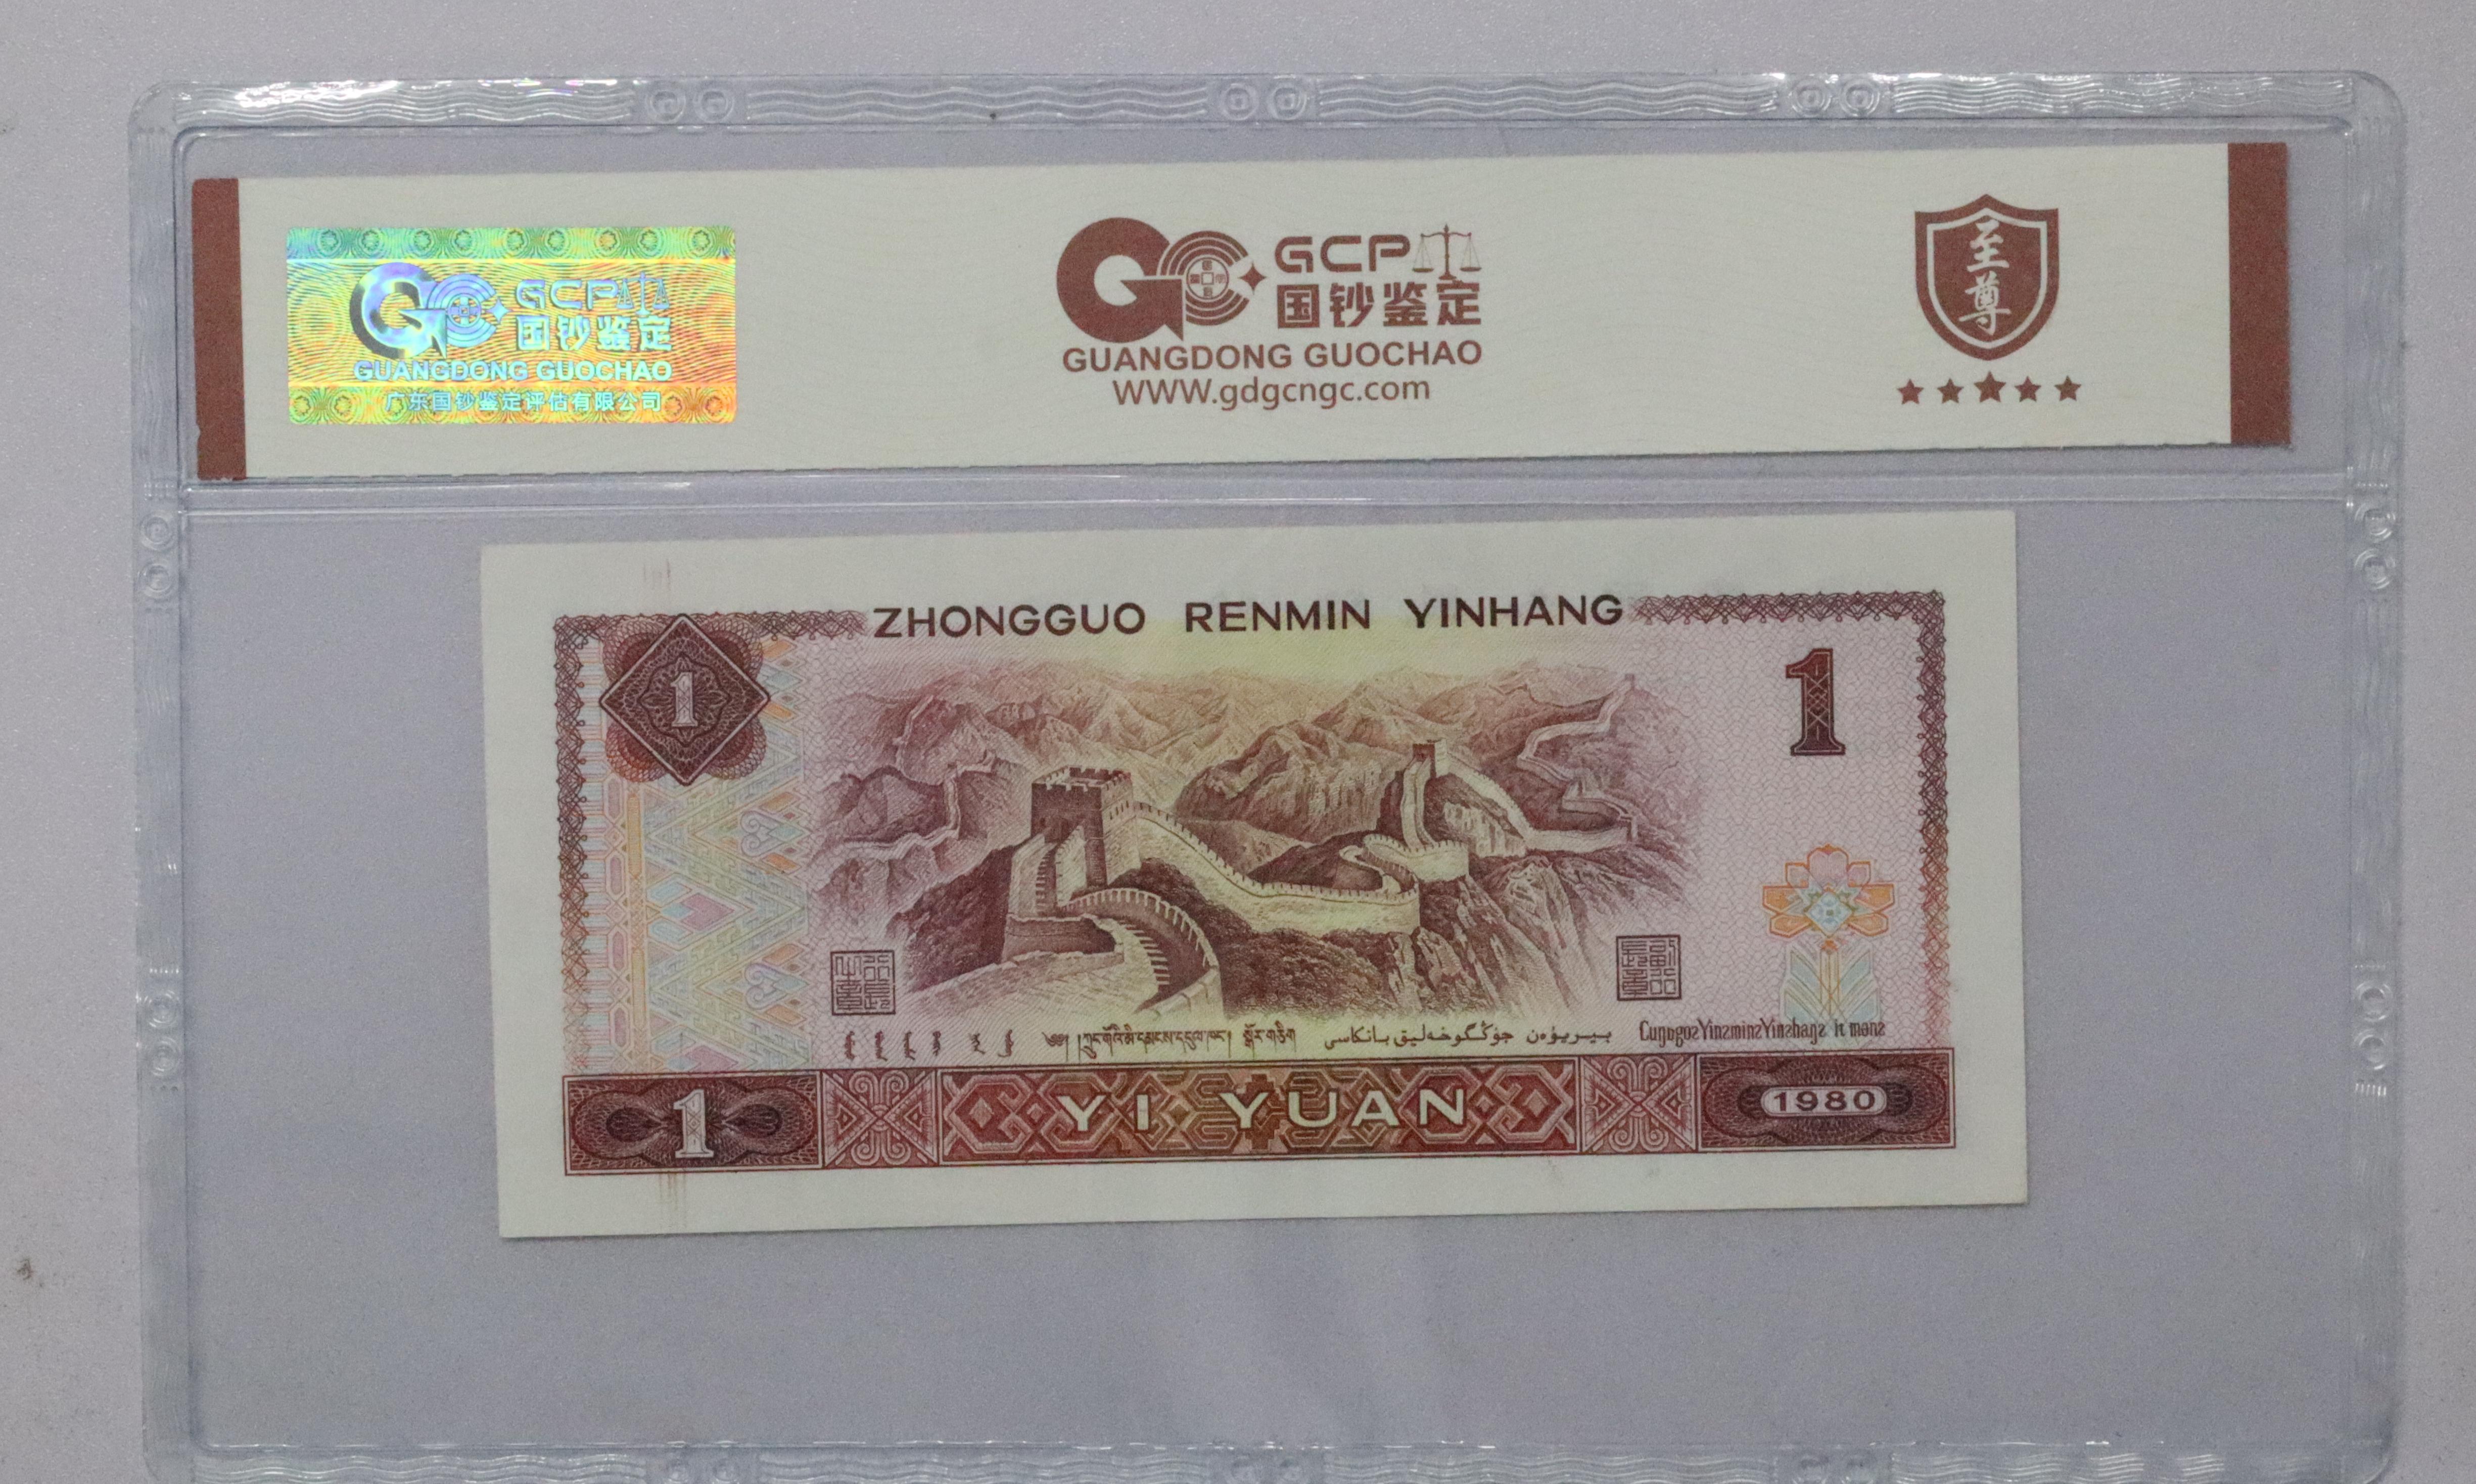 GCP
国钞鉴定
GUANGDONG GUOCHAO
广东国钞鉴定评估有限公司
GCP
国钞鉴定
GUANGDONG GUOCHAO
WWW.gdgcngc.com
至尊
ZHONGGUO RENMIN YINHANG
1
1
YI YUAN
1
1980